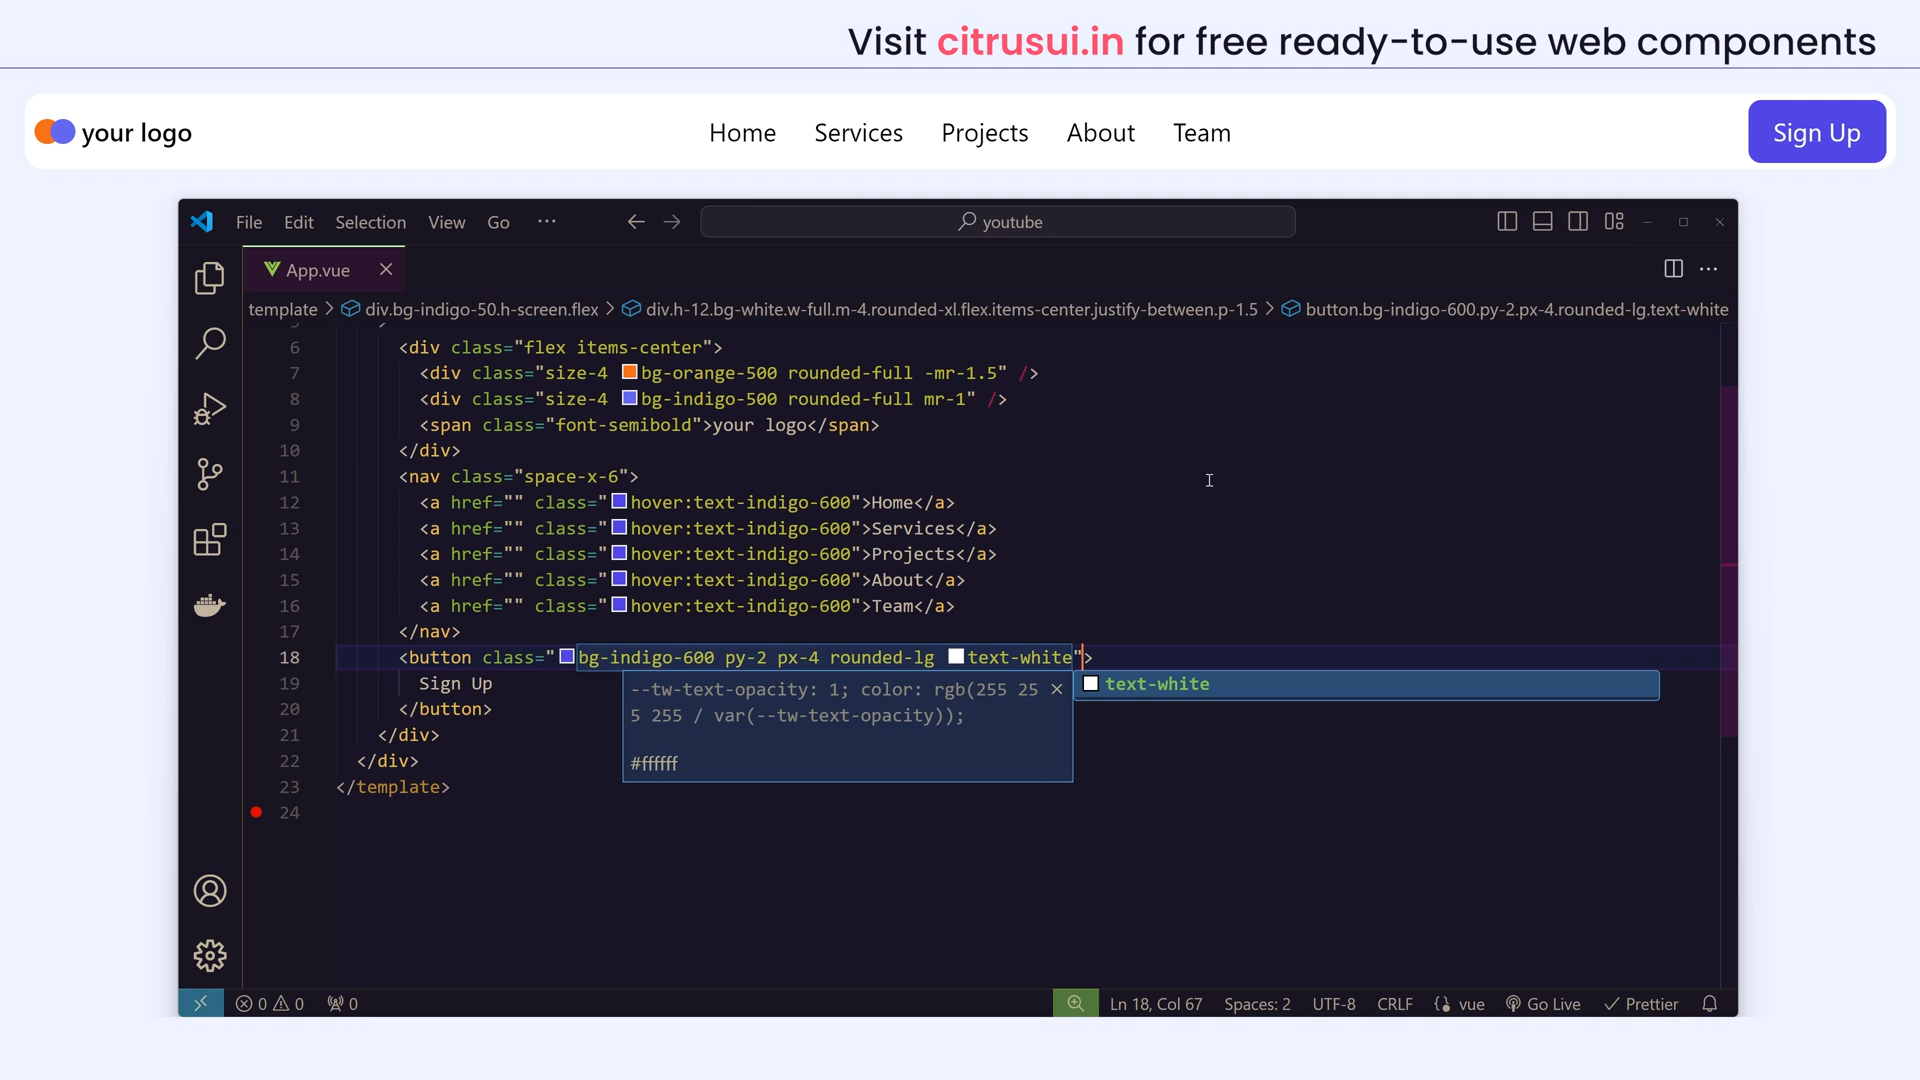 Visit citrusui.in for free ready-to-use web components
your logo
Home Services Projects About Team
Sign Up
File Edit Selection View Go ··· youtube
App.vue
template > div.bg-indigo-50.h-screen.flex > div.h-12.bg-white.w-full.m-4.rounded-xl.flex.items-center.justify-between.p-1.5 > button.bg-indigo-600.py-2.px-4.rounded-lg.text-white
6 <div class="flex items-center">
7 <div class="size-4 bg-orange-500 rounded-full -mr-1.5" />
8 <div class="size-4 bg-indigo-500 rounded-full mr-1" />
9 <span class="font-semibold">your logo</span>
10 </div>
11 <nav class="space-x-6">
12 <a href="" class="hover:text-indigo-600">Home</a>
13 <a href="" class="hover:text-indigo-600">Services</a>
14 <a href="" class="hover:text-indigo-600">Projects</a>
15 <a href="" class="hover:text-indigo-600">About</a>
16 <a href="" class="hover:text-indigo-600">Team</a>
17 </nav>
18 <button class="bg-indigo-600 py-2 px-4 rounded-lg text-white">
19 Sign Up
20 </button>
21 </div>
22 </div>
23 </template>
24
--tw-text-opacity: 1; color: rgb(255 25
5 255 / var(--tw-text-opacity));
#ffffff
text-white
0 0 0 Ln 18, Col 67 Spaces: 2 UTF-8 CRLF vue Go Live Prettier